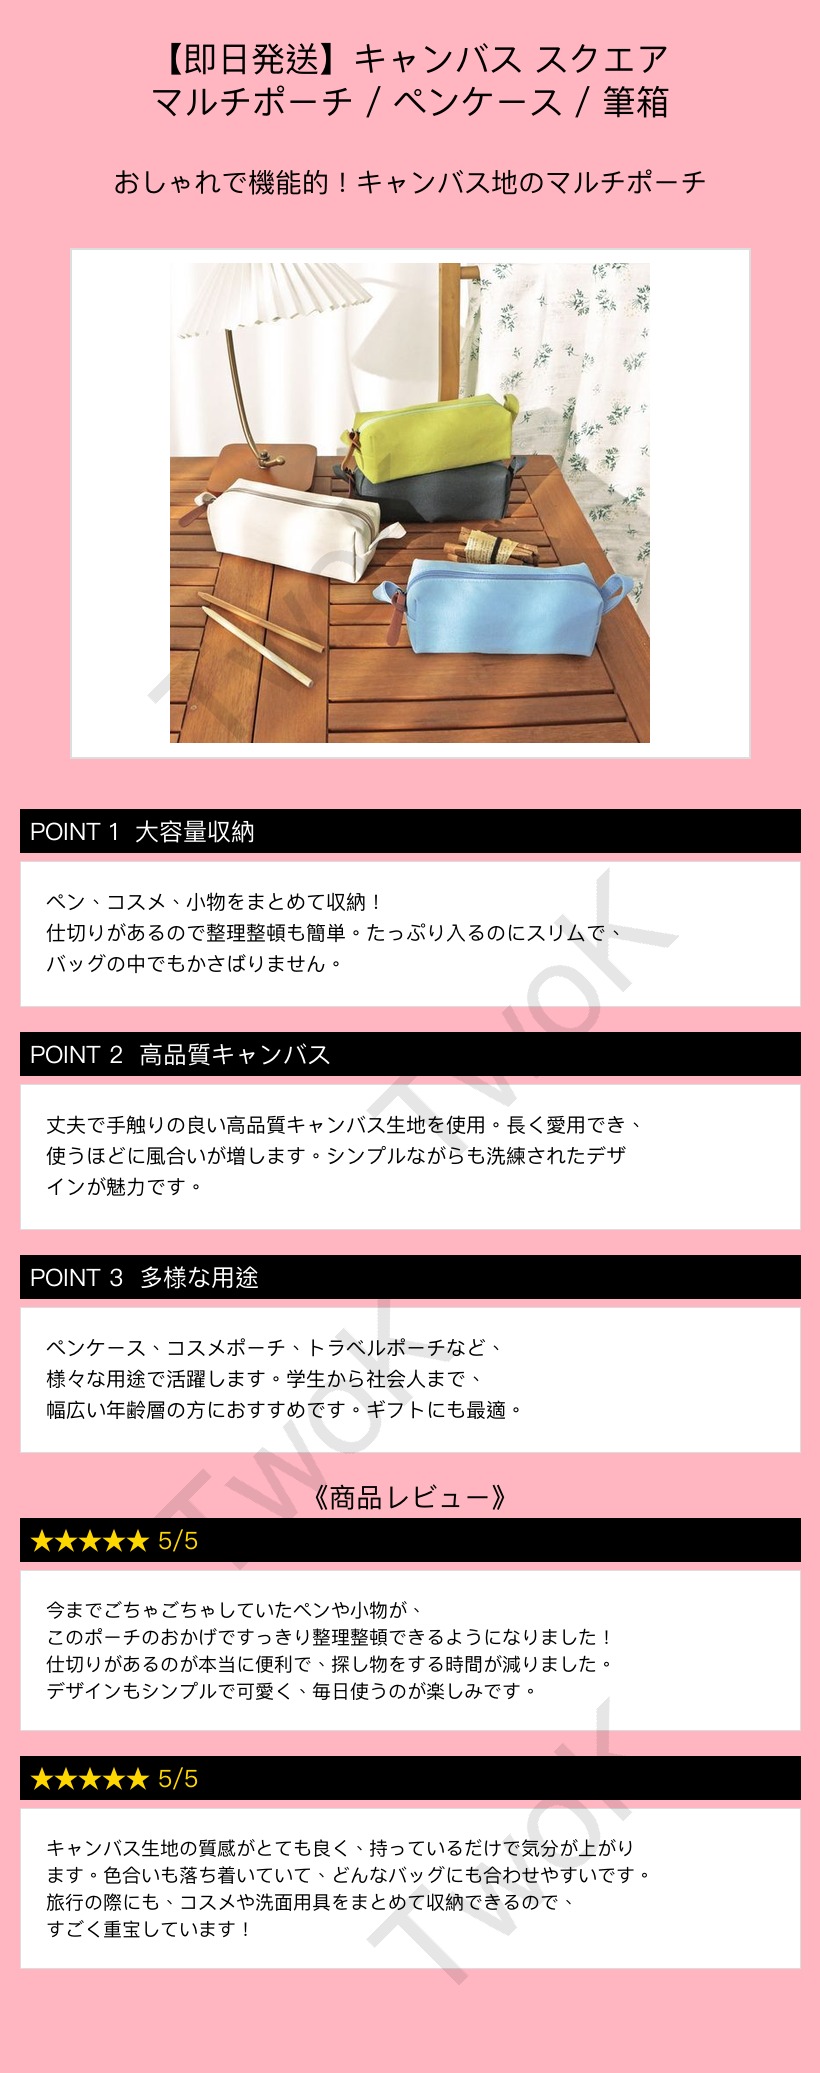 【即日発送】キャンバス スクエア
マルチポーチ / ペンケース / 筆箱
おしゃれで機能的！キャンバス地のマルチポーチ
TwoK
POINT 1 大容量収納
ペン、コスメ、小物をまとめて収納！
仕切りがあるので整理整頓も簡単。たっぷり入るのにスリムで、
バッグの中でもかさばりません。
TwoK
POINT 2 高品質キャンバス
丈夫で手触りの良い高品質キャンバス生地を使用。長く愛用でき、
使うほどに風合いが増します。シンプルながらも洗練されたデザ
インが魅力です。
POINT 3 多様な用途
ペンケース、コスメポーチ、トラベルポーチなど、
様々な用途で活躍します。学生から社会人まで、
幅広い年齢層の方におすすめです。ギフトにも最適。
TwoK
《商品レビュー》
★★★★★ 5/5
今までごちゃごちゃしていたペンや小物が、
このポーチのおかげですっきり整理整頓できるようになりました！
仕切りがあるのが本当に便利で、探し物をする時間が減りました。
デザインもシンプルで可愛く、毎日使うのが楽しみです。
★★★★★ 5/5
キャンバス生地の質感がとても良く、持っているだけで気分が上がり
ます。色合いも落ち着いていて、どんなバッグにも合わせやすいです。
旅行の際にも、コスメや洗面用具をまとめて収納できるので、
すごく重宝しています！
TwoK